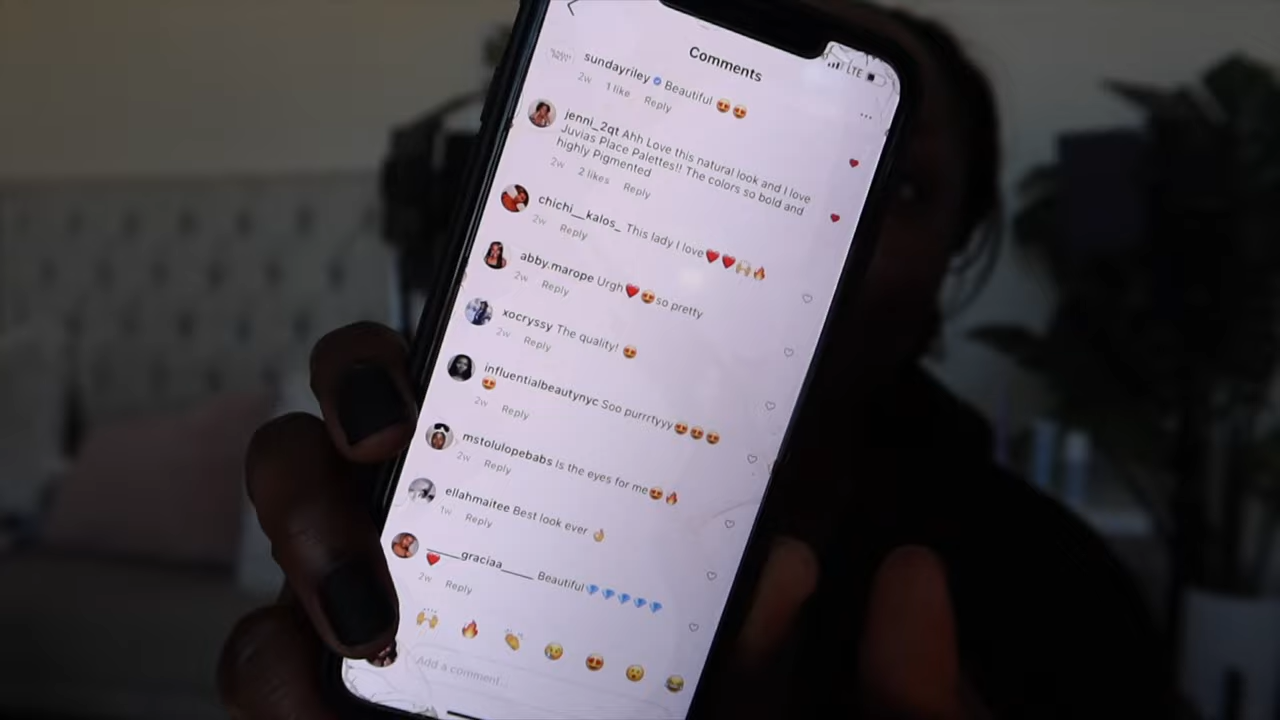 Comments
LTE
sundayriley Beautiful 😍😍
2w 1 like Reply
jenni_2qt Ahh Love this natural look and I love
Juvias Place Palettes!! The colors so bold and
highly Pigmented
2w 2 likes Reply
chichi__kalos_ This lady I love❤️❤️🙌🔥
2w Reply
abby.marope Urgh❤️😍so pretty
2w Reply
xocryssy The quality! 😍
2w Reply
influentialbeautynyc Soo purrrtyyy😍😍😍
😍
2w Reply
mstolulopebabs Is the eyes for me😍🔥
2w Reply
ellahmaitee Best look ever 👌
1w Reply
_____graciaa_____ Beautiful💎💎💎💎💎
❤️
2w Reply
🙌 🔥 👏 😢 😍 😮 😂
Add a comment...